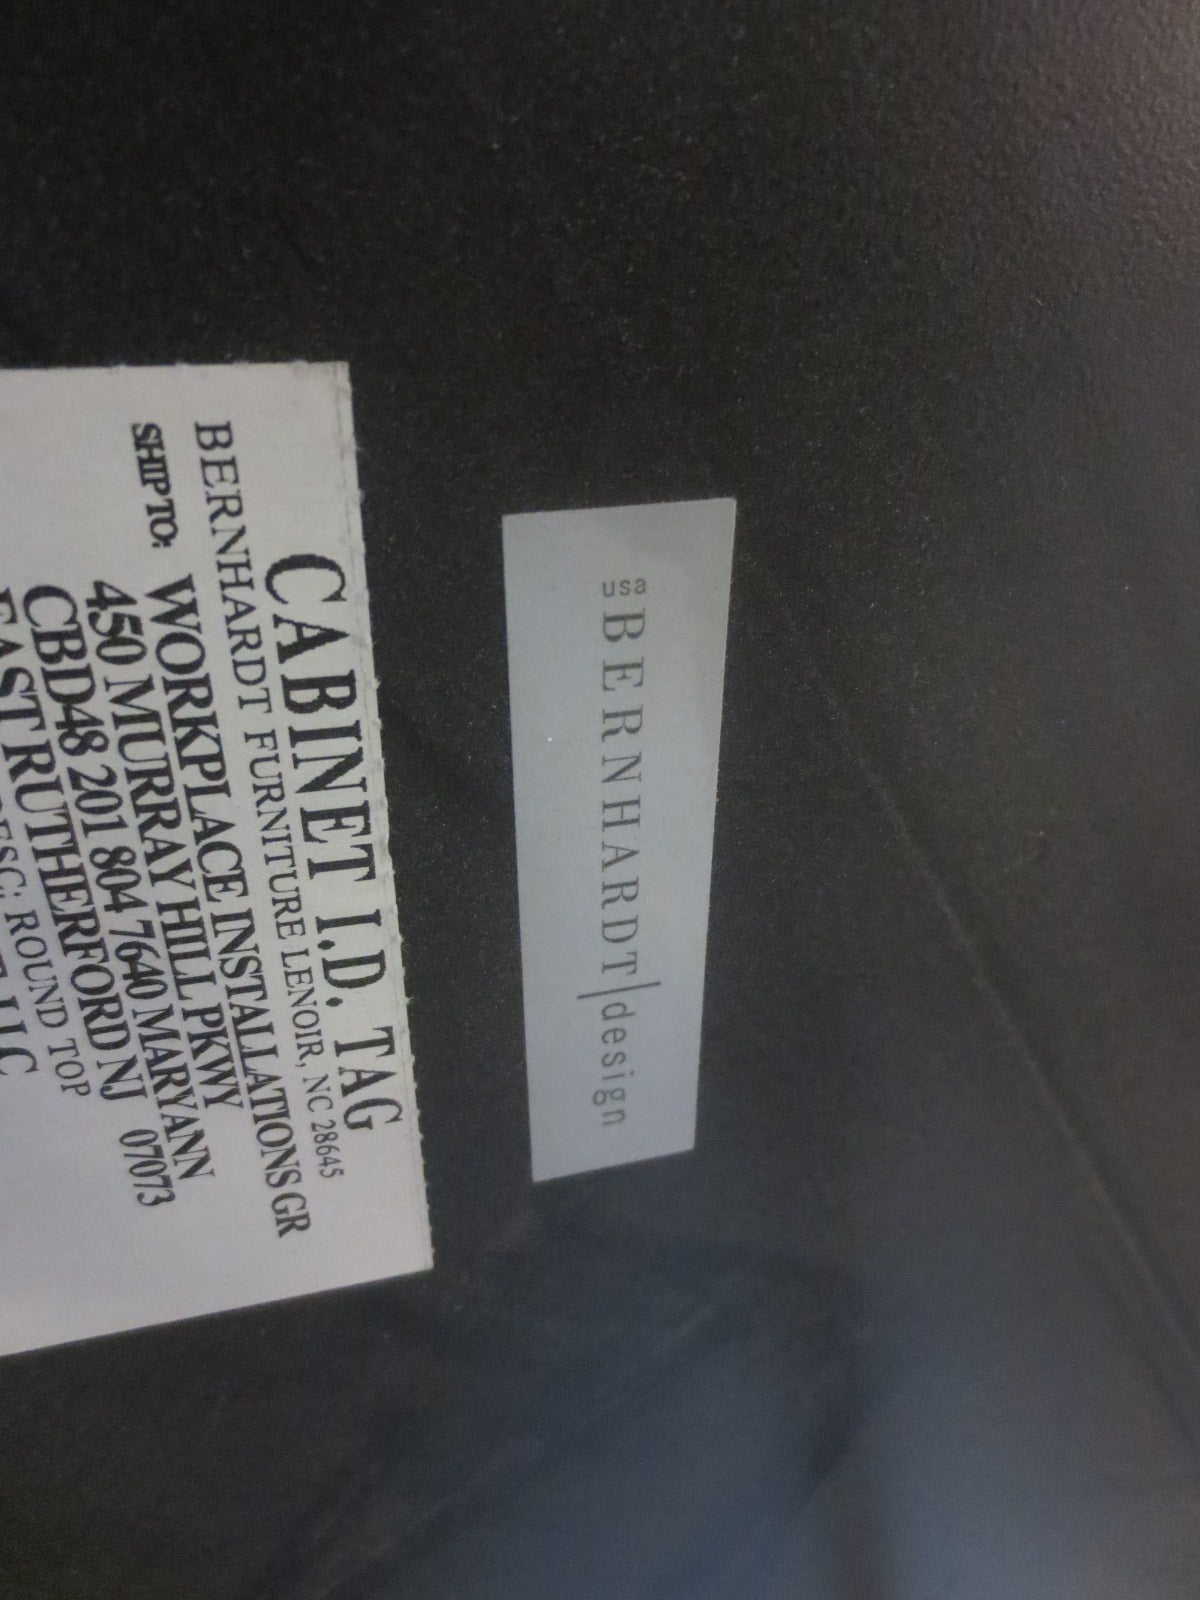 CABINET I.D. TAG
BERNHARDT FURNITURE LENOIR, NC 28645
SHIP TO: WORKPLACE INSTALLATIONS GR
450 MURRAY HILL PKWY
CBD48 201 804 7640 MARYANN
EAST RUTHERFORD NJ 07073
ROUND TOP
LLC
usa BERNHARDT|design